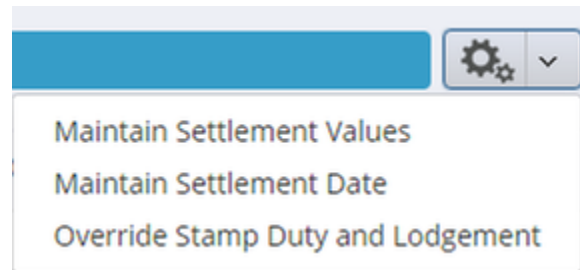 Maintain Settlement Values
Maintain Settlement Date
Override Stamp Duty and Lodgement